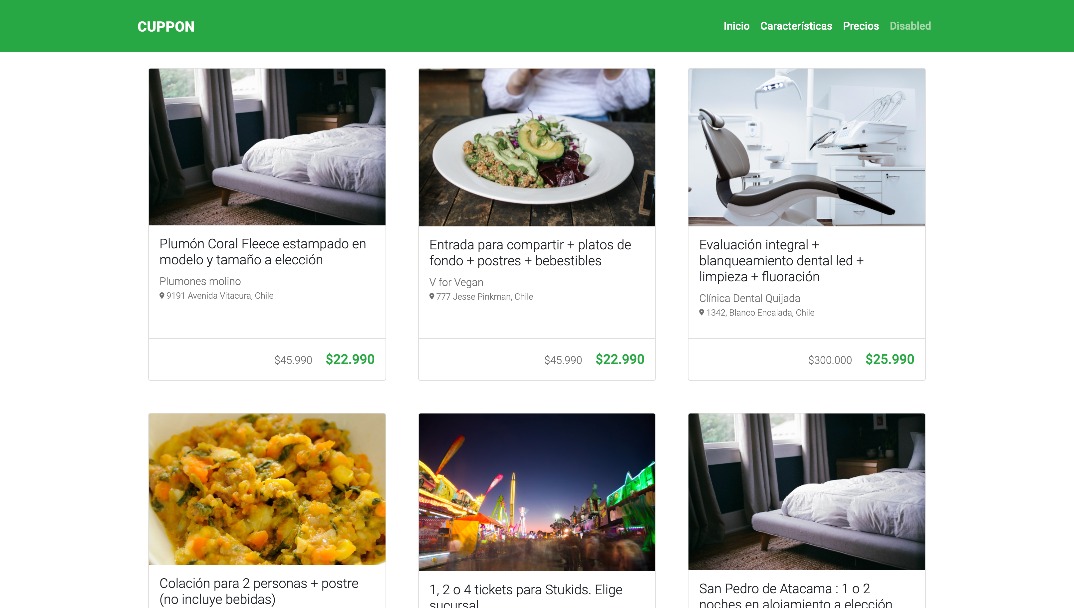 CUPPON
Inicio Características Precios Disabled
Plumón Coral Fleece estampado en
modelo y tamaño a elección
Plumones molino
9191 Avenida Vitacura, Chile
$45.990 $22.990
Entrada para compartir + platos de
fondo + postres + bebestibles
V for Vegan
777 Jesse Pinkman, Chile
$45.990 $22.990
Evaluación integral +
blanqueamiento dental led +
limpieza + fluoración
Clínica Dental Quijada
1342, Blanco Encalada, Chile
$300.000 $25.990
Colación para 2 personas + postre
(no incluye bebidas)
1, 2 o 4 tickets para Stukids. Elige
sucursal
San Pedro de Atacama : 1 o 2
noches en alojamiento a elección